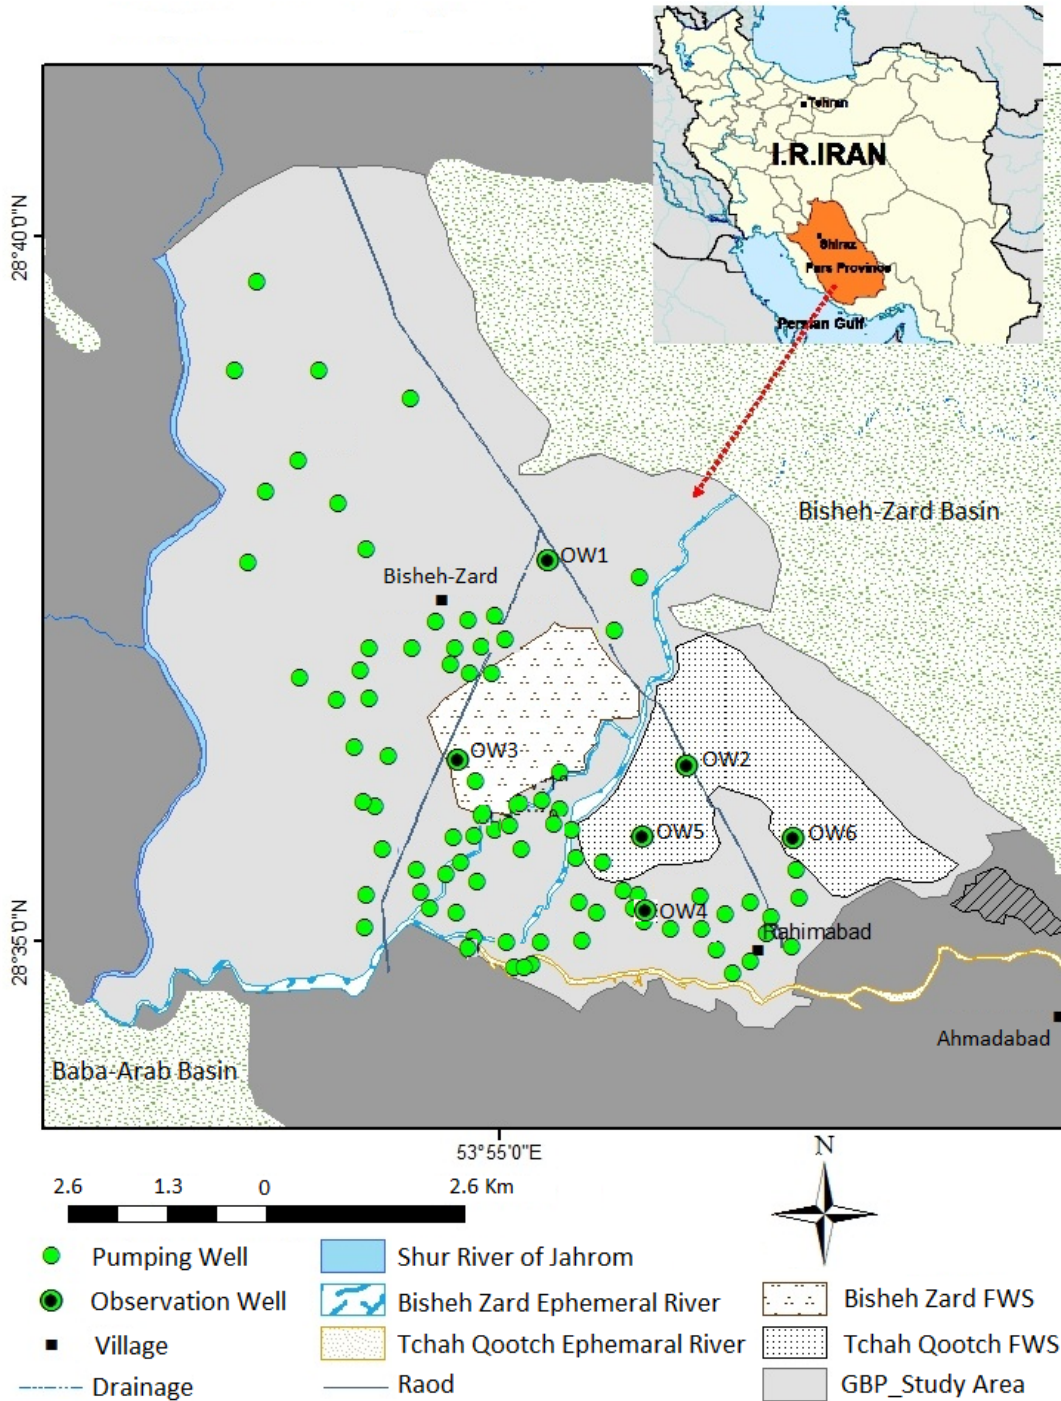 Tehran
I.R.IRAN
Shiraz
Fars Province
Persian Gulf
28°40'0"N
Bisheh-Zard Basin
OW1
Bisheh-Zard
OW3
OW2
OW5
OW6
OW4
Rahimabad
28°35'0"N
Ahmadabad
Baba-Arab Basin
53°55'0"E
N
2.6 1.3 0 2.6 Km
Pumping Well
Shur River of Jahrom
Observation Well
Bisheh Zard Ephemeral River
Bisheh Zard FWS
Village
Tchah Qootch Ephemaral River
Tchah Qootch FWS
Drainage
Raod
GBP_Study Area